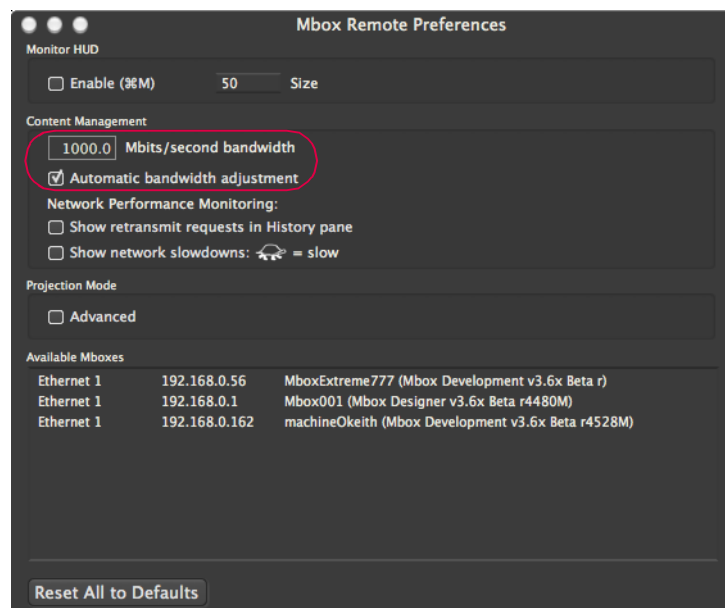 Mbox Remote Preferences
Monitor HUD
Enable (⌘M) 50 Size
Content Management
1000.0 Mbits/second bandwidth
Automatic bandwidth adjustment
Network Performance Monitoring:
Show retransmit requests in History pane
Show network slowdowns: = slow
Projection Mode
Advanced
Available Mboxes
Ethernet 1 192.168.0.56 MboxExtreme777 (Mbox Development v3.6x Beta r)
Ethernet 1 192.168.0.1 Mbox001 (Mbox Designer v3.6x Beta r4480M)
Ethernet 1 192.168.0.162 machineOkeith (Mbox Development v3.6x Beta r4528M)
Reset All to Defaults